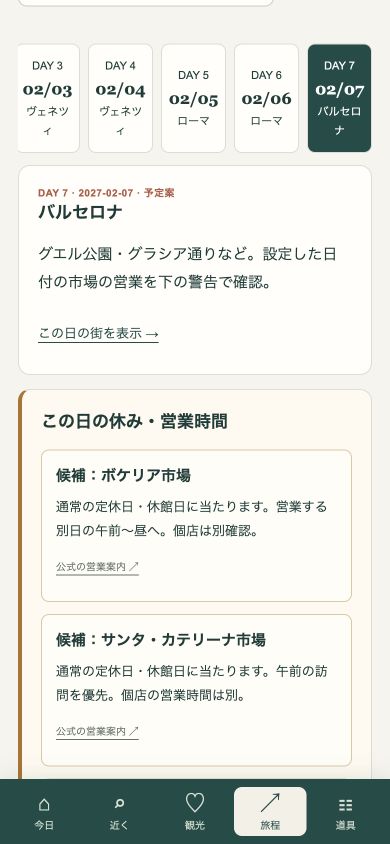 DAY 3
02/03
ヴェネツ
ィ
DAY 4
02/04
ヴェネツ
ィ
DAY 5
02/05
ローマ
DAY 6
02/06
ローマ
DAY 7
02/07
バルセロ
ナ
DAY 7 · 2027-02-07 · 予定案
バルセロナ
グエル公園・グラシア通りなど。設定した日
付の市場の営業を下の警告で確認。
この日の街を表示 →
この日の休み・営業時間
候補：ボケリア市場
通常の定休日・休館日に当たります。営業する
別日の午前〜昼へ。個店は別確認。
公式の営業案内 ↗
候補：サンタ・カテリーナ市場
通常の定休日・休館日に当たります。午前の訪
問を優先。個店の営業時間は別。
公式の営業案内 ↗
今日
近く
観光
旅程
道具